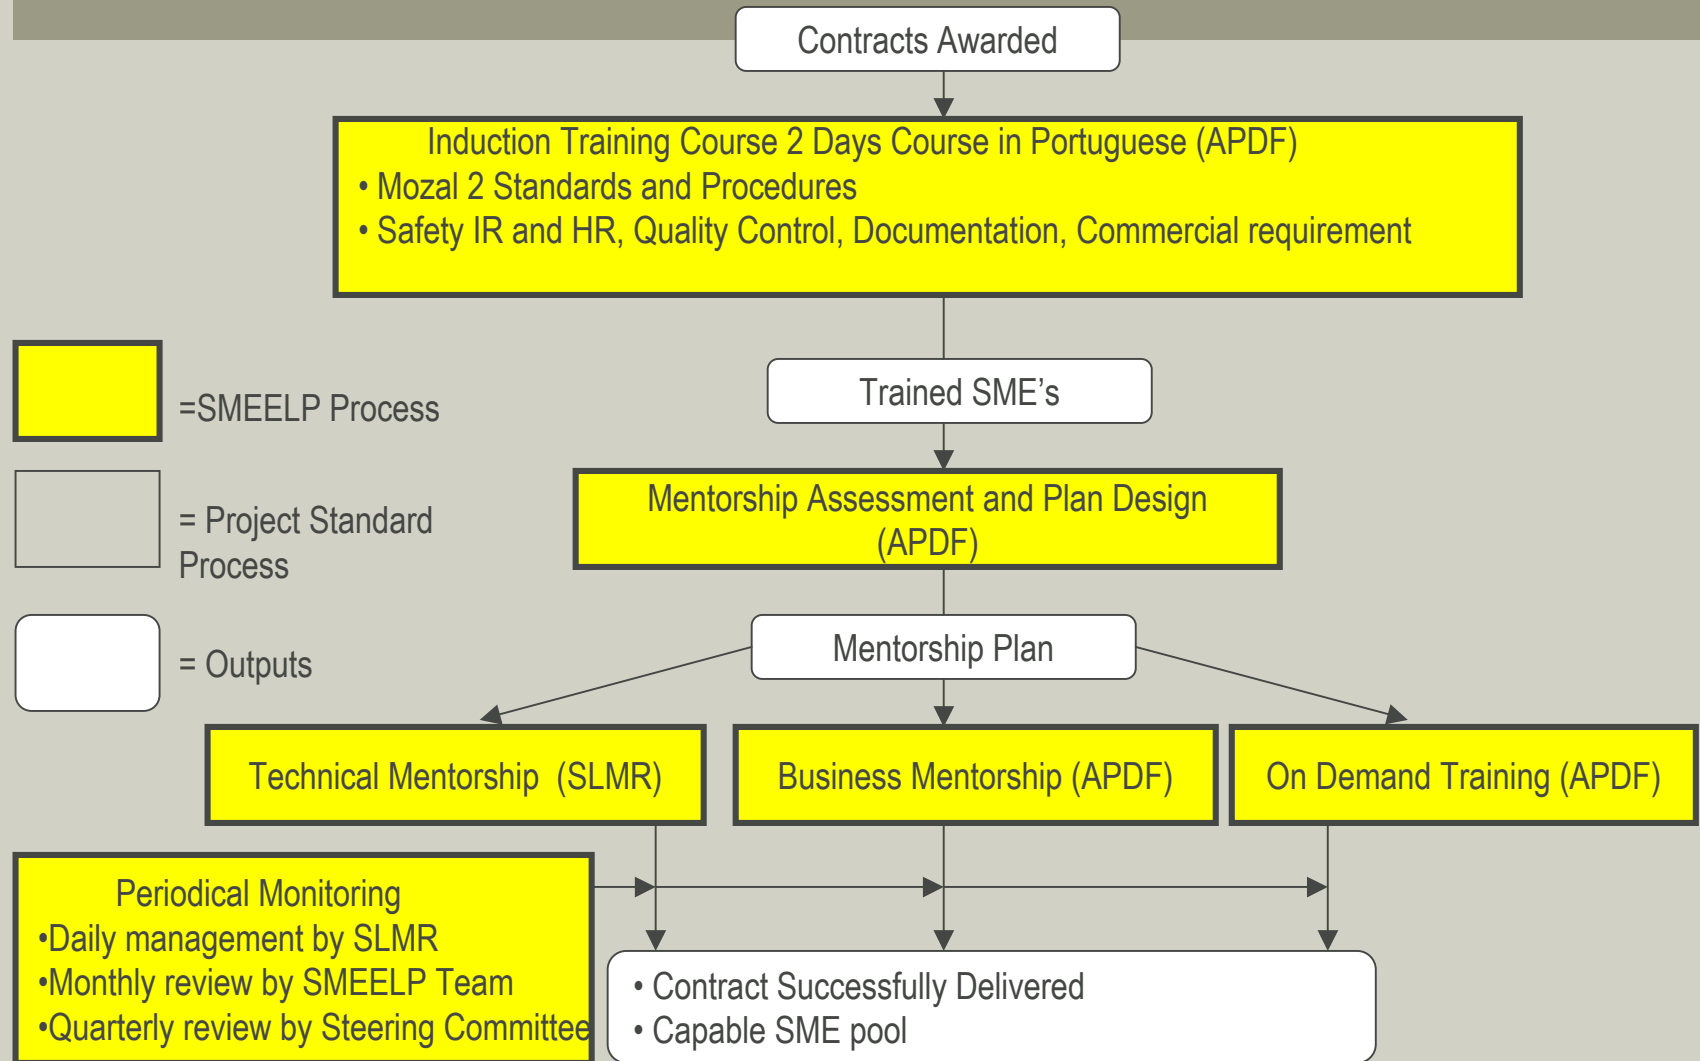 Contracts Awarded
Induction Training Course 2 Days Course in Portuguese (APDF)
• Mozal 2 Standards and Procedures
• Safety IR and HR, Quality Control, Documentation, Commercial requirement
=SMEELP Process
= Project Standard
Process
= Outputs
Trained SME's
Mentorship Assessment and Plan Design
(APDF)
Mentorship Plan
Technical Mentorship (SLMR)
Business Mentorship (APDF)
On Demand Training (APDF)
Periodical Monitoring
•Daily management by SLMR
•Monthly review by SMEELP Team
•Quarterly review by Steering Committee
• Contract Successfully Delivered
• Capable SME pool